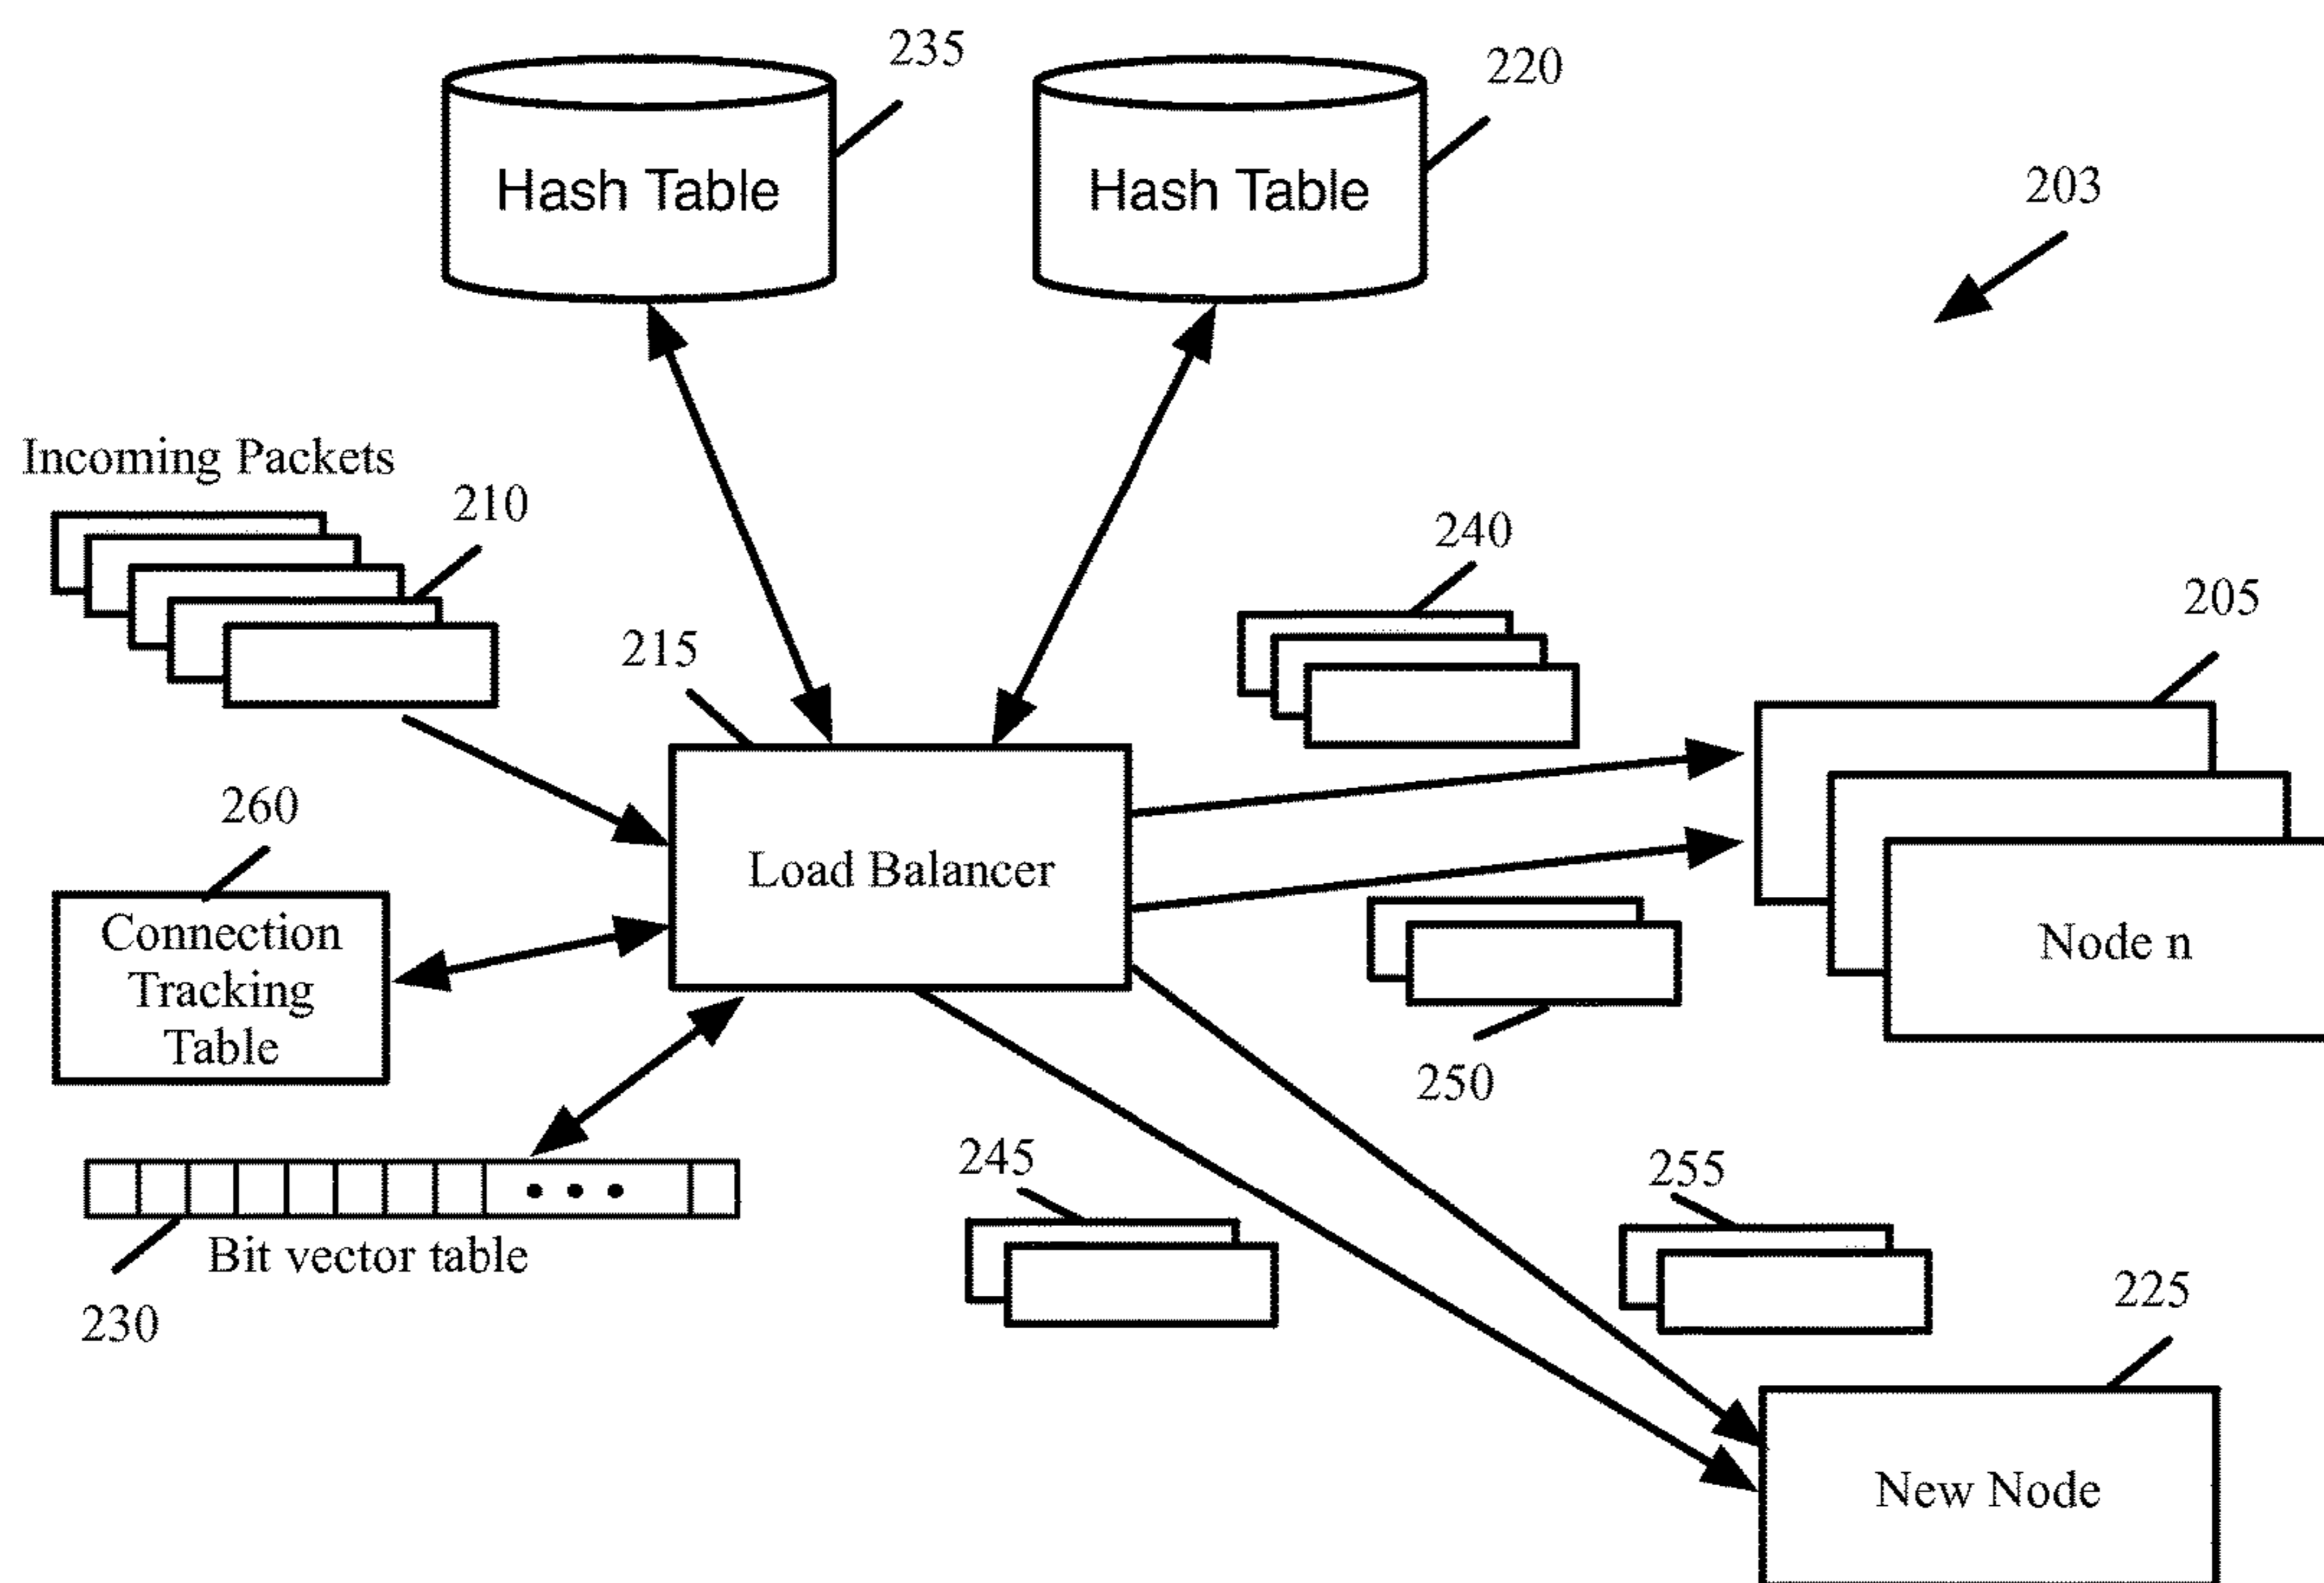 235
220
Hash Table
Hash Table
203
Incoming Packets
210
240
205
215
260
Load Balancer
Connection
Tracking
Table
Node n
250
245
255
Bit vector table
230
225
New Node